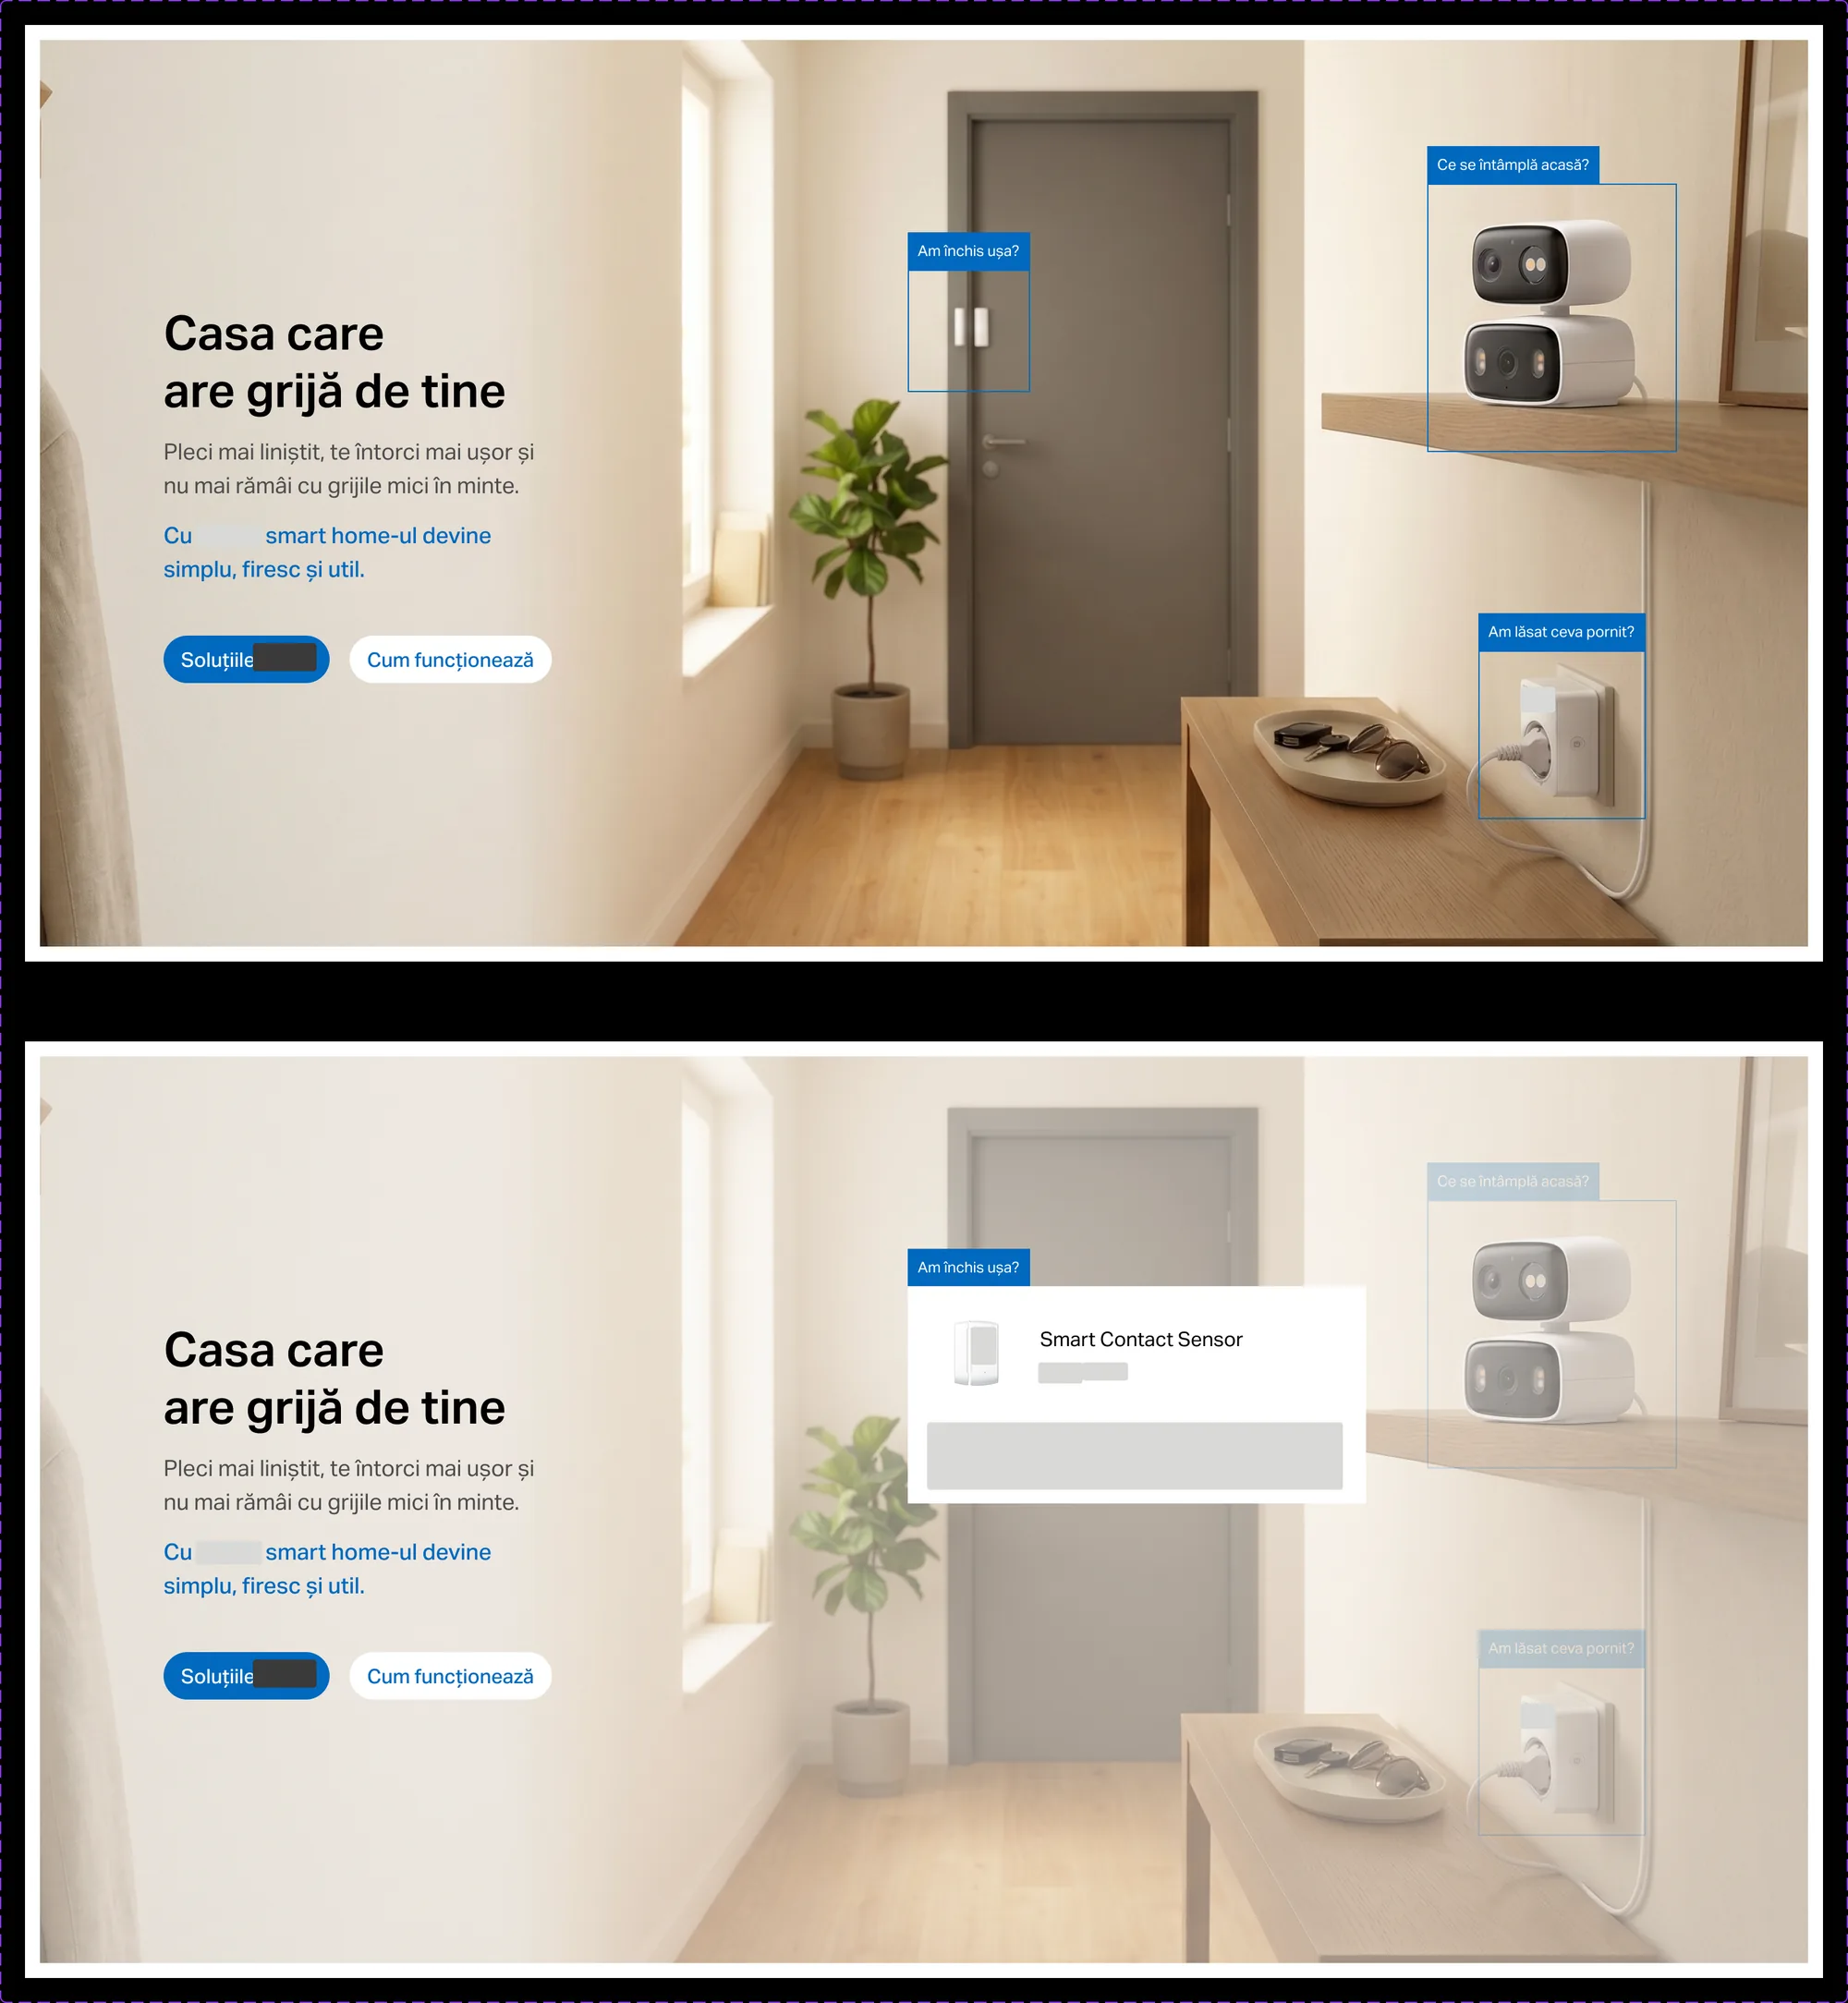 Ce se întâmplă acasă?
Am închis ușa?
Casa care
are grijă de tine
Pleci mai liniștit, te întorci mai ușor și
nu mai rămâi cu grijile mici în minte.
Cu smart home-ul devine
simplu, firesc și util.
Am lăsat ceva pornit?
Soluțiile
Cum funcționează
Ce se întâmplă acasă?
Am închis ușa?
Smart Contact Sensor
Casa care
are grijă de tine
Pleci mai liniștit, te întorci mai ușor și
nu mai rămâi cu grijile mici în minte.
Cu smart home-ul devine
simplu, firesc și util.
Am lăsat ceva pornit?
Soluțiile
Cum funcționează